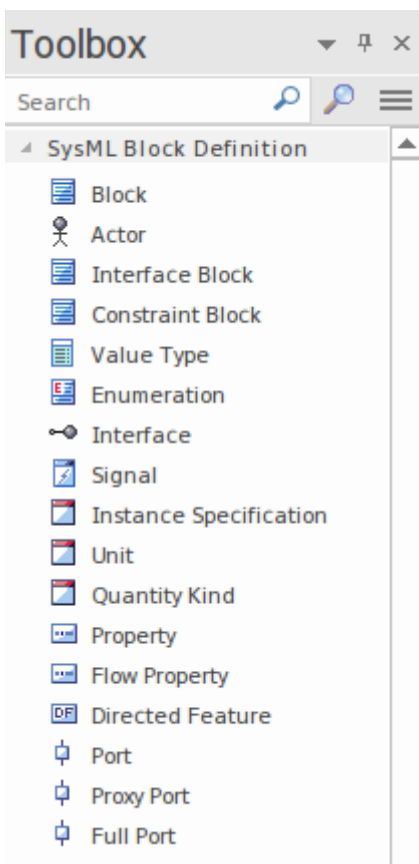 Toolbox
Search
SysML Block Definition
Block
Actor
Interface Block
Constraint Block
Value Type
Enumeration
Interface
Signal
Instance Specification
Unit
Quantity Kind
Property
Flow Property
DF Directed Feature
Port
Proxy Port
Full Port